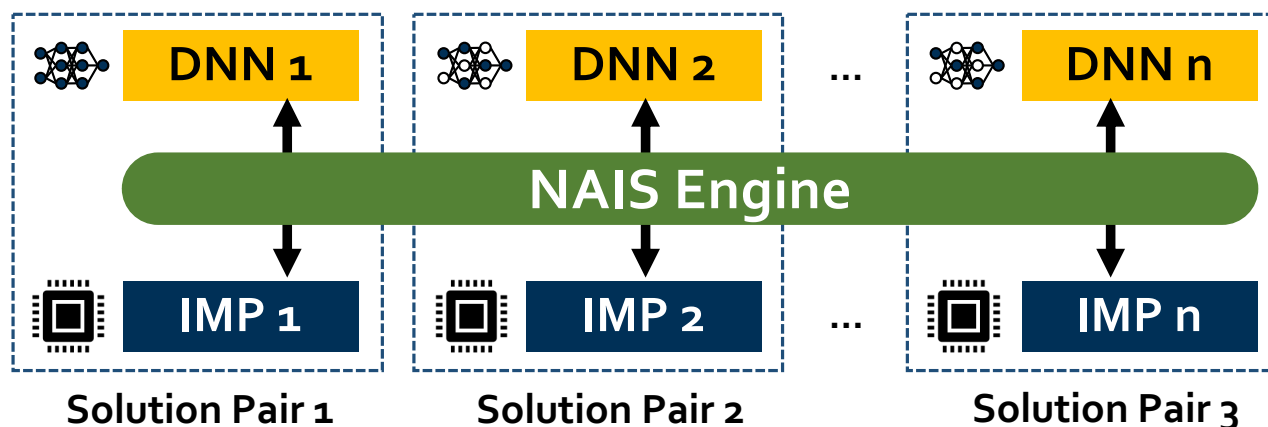 DNN 1
DNN 2
...
DNN n
NAIS Engine
IMP 1
IMP 2
...
IMP n
Solution Pair 1
Solution Pair 2
Solution Pair 3